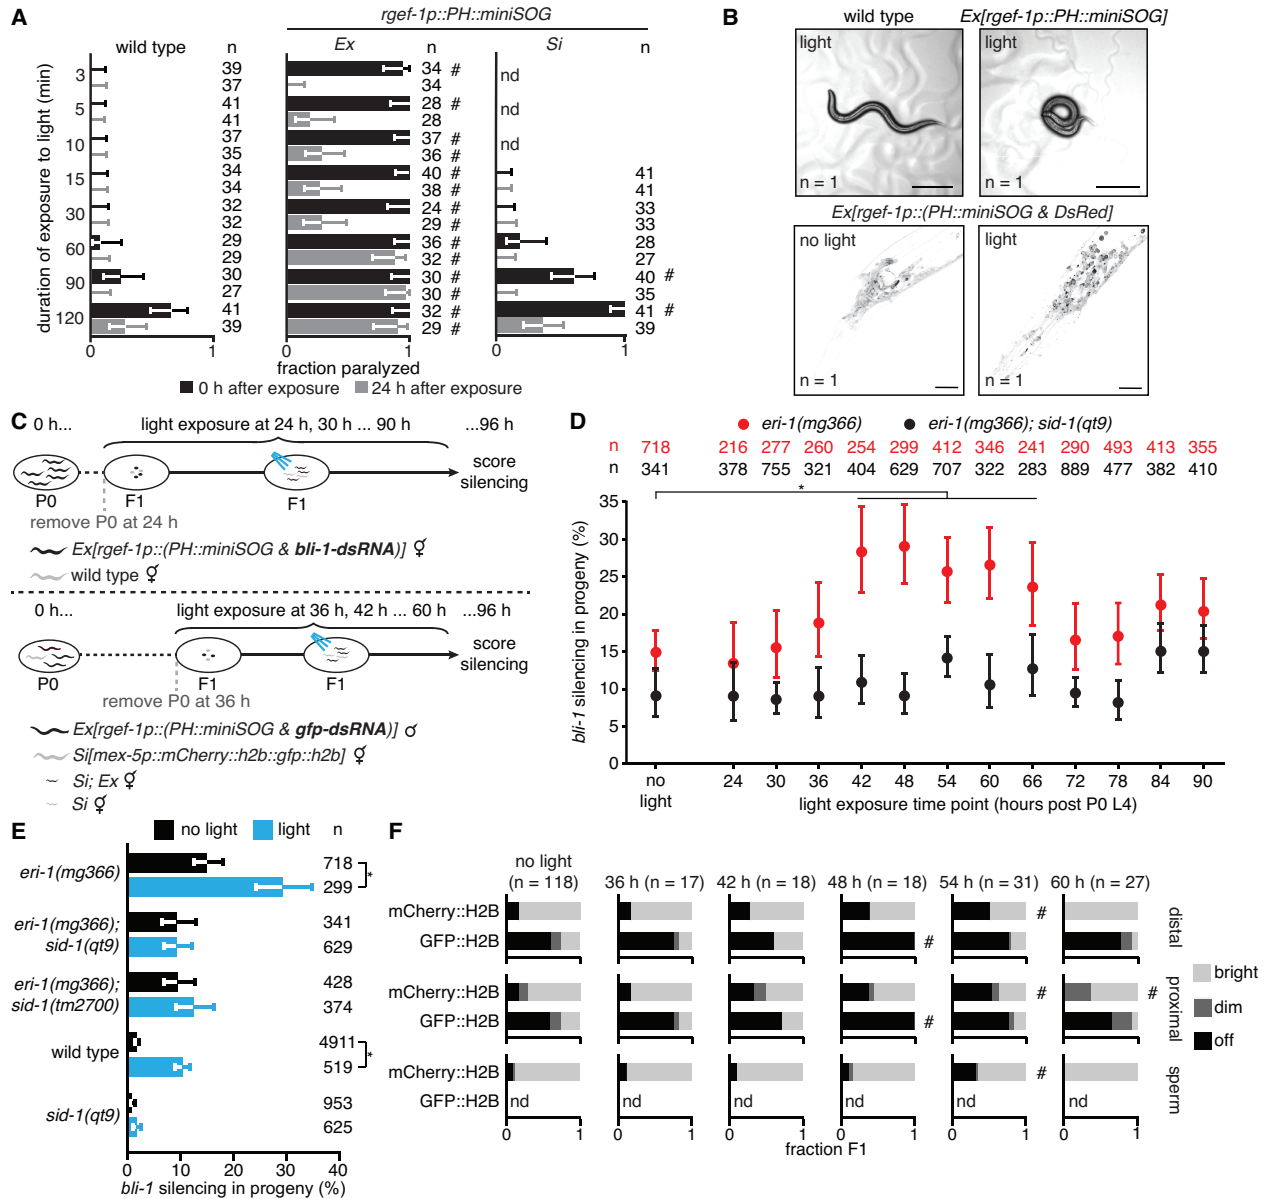 A
rgef-1p::PH::miniSOG
wild type n Ex n Si n
duration of exposure to light (min)
3 39 34 # nd
37 34
5 41 28 # nd
41 28
10 37 37 # nd
35 36 #
15 34 40 # 41
34 38 # 41
30 32 24 # 33
32 29 # 33
60 29 36 # 28
29 32 # 27
90 30 30 # 40 #
27 30 # 35
120 41 32 # 41 #
39 29 # 39
0 1 0 1 0 1
fraction paralyzed
0 h after exposure 24 h after exposure
B
wild type Ex[rgef-1p::PH::miniSOG]
light light
n = 1 n = 1
Ex[rgef-1p::(PH::miniSOG & DsRed]
no light light
n = 1 n = 1
C
0 h... light exposure at 24 h, 30 h ... 90 h ...96 h
score
silencing
P0 F1 F1
remove P0 at 24 h
Ex[rgef-1p::(PH::miniSOG & bli-1-dsRNA)] ⚥
wild type ⚥
0 h... light exposure at 36 h, 42 h ... 60 h ...96 h
score
silencing
P0 F1 F1
remove P0 at 36 h
Ex[rgef-1p::(PH::miniSOG & gfp-dsRNA)] ♂
Si[mex-5p::mCherry::h2b::gfp::h2b] ⚥
Si; Ex ⚥
Si ⚥
D
eri-1(mg366) eri-1(mg366); sid-1(qt9)
n 718 216 277 260 254 299 412 346 241 290 493 413 355
n 341 378 755 321 404 629 707 322 283 889 477 382 410
*
bli-1 silencing in progeny (%)
35
30
25
20
15
10
5
0
no light 24 30 36 42 48 54 60 66 72 78 84 90
light exposure time point (hours post P0 L4)
E
no light light n
eri-1(mg366) 718
299 *
eri-1(mg366); sid-1(qt9) 341
629
eri-1(mg366); sid-1(tm2700) 428
374
wild type 4911
519 *
sid-1(qt9) 953
625
0 10 20 30 40
bli-1 silencing in progeny (%)
F
no light
(n = 118) 36 h (n = 17) 42 h (n = 18) 48 h (n = 18) 54 h (n = 31) 60 h (n = 27)
mCherry::H2B #
GFP::H2B #
distal
mCherry::H2B # #
GFP::H2B #
proximal
mCherry::H2B #
GFP::H2B nd nd nd nd nd nd
sperm
0 1 0 1 0 1 0 1 0 1 0 1
fraction F1
bright
dim
off